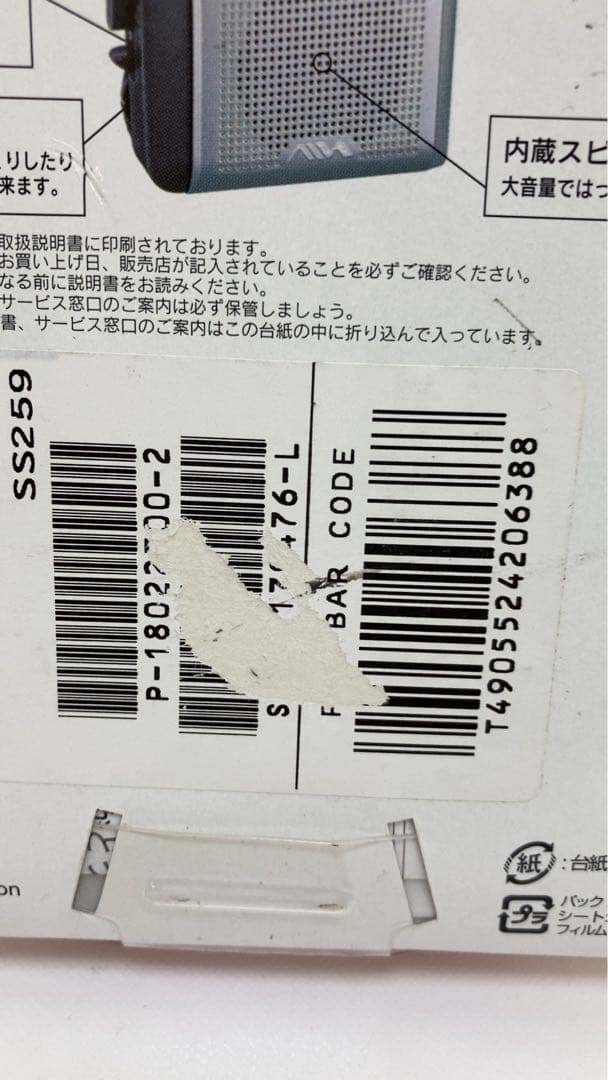 りしたり
来ます。
aiwa
内蔵スピ
大音量ではっ
取扱説明書に印刷されております。
お買い上げ日、販売店が記入されていることを必ずご確認ください。
なる前に説明書をお読みください。
サービス窓口のご案内は必ず保管しましょう。
書、サービス窓口のご案内はこの台紙の中に折り込んで入っています。
SS259
BAR CODE
T4905524206388
on
紙:台紙
プラ
パック
シート
フィルム